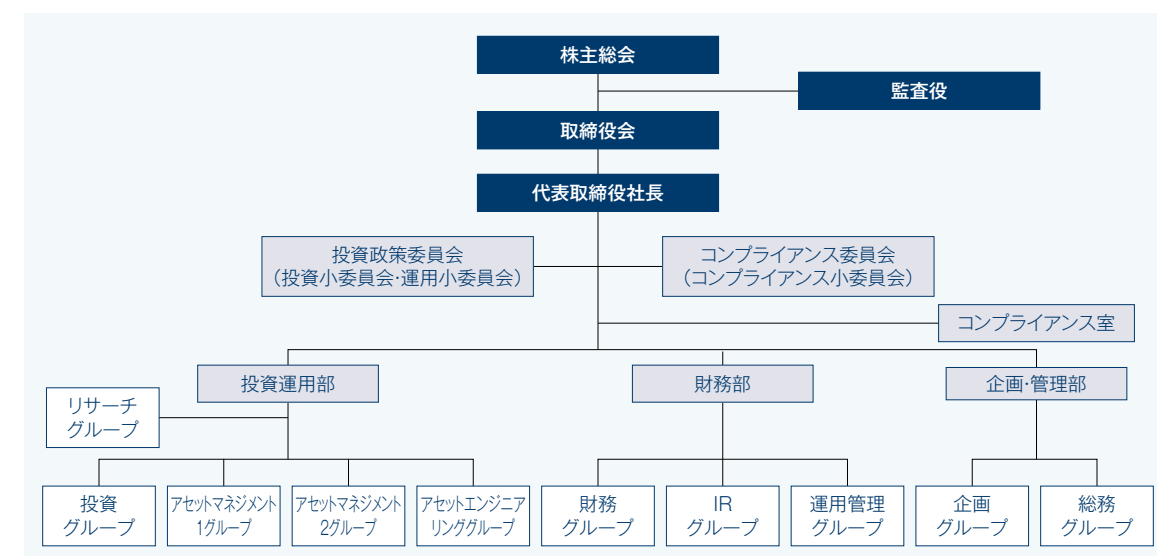 株主総会
監査役
取締役会
代表取締役社長
投資政策委員会
（投資小委員会・運用小委員会）
コンプライアンス委員会
（コンプライアンス小委員会）
コンプライアンス室
投資運用部
財務部
企画・管理部
リサーチ
グループ
投資
グループ
アセットマネジメント
1グループ
アセットマネジメント
2グループ
アセットエンジニア
リンググループ
財務
グループ
IR
グループ
運用管理
グループ
企画
グループ
総務
グループ